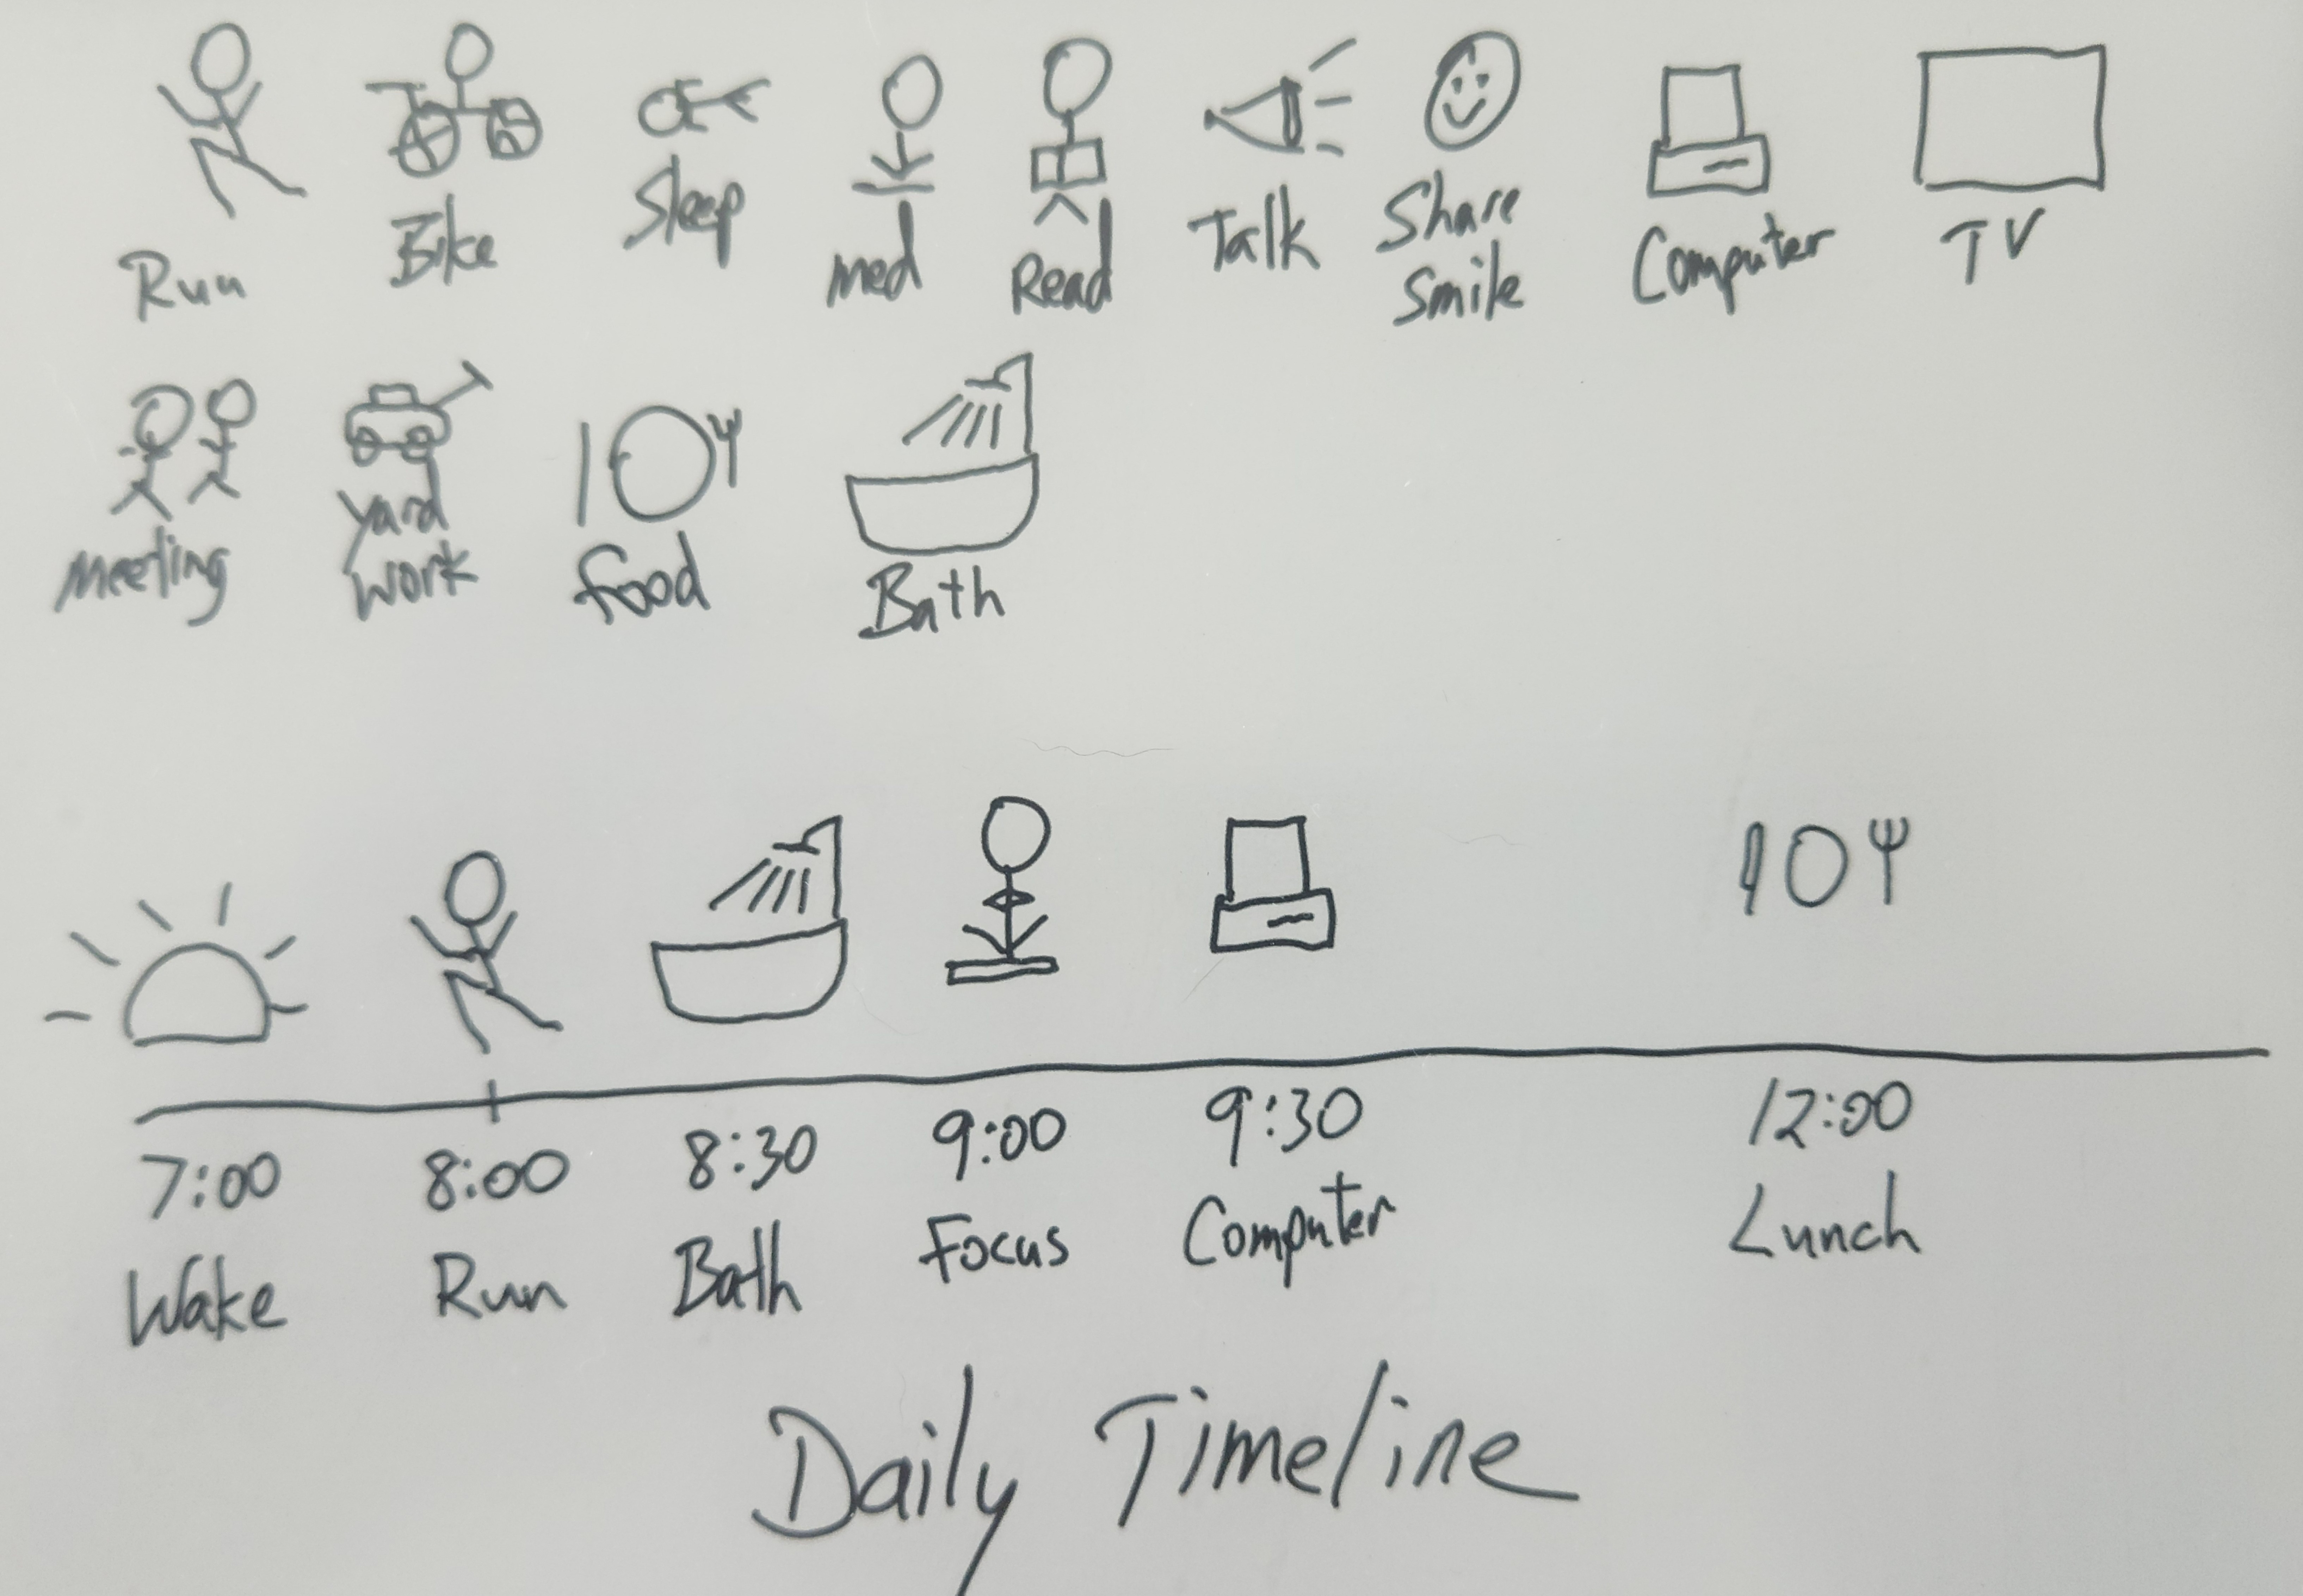 Run Bike Sleep med Read Talk Share Smile Computer TV
Meeting Yard Work food Bath
7:00 8:00 8:30 9:00 9:30 12:00
Wake Run Bath Focus Computer Lunch
Daily Timeline